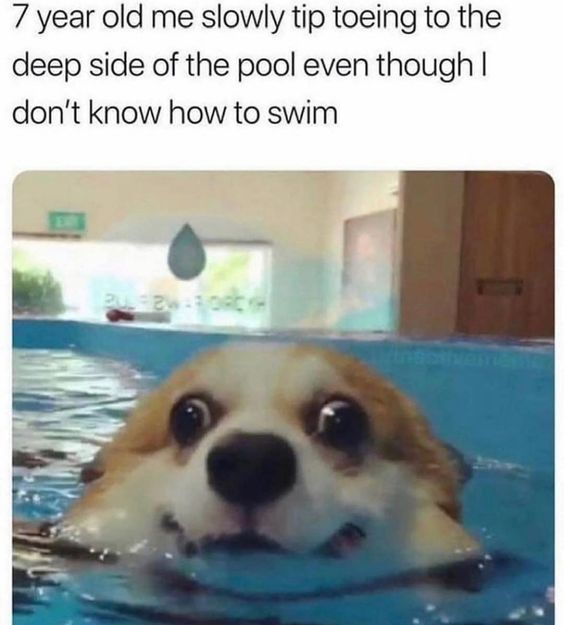 7 year old me slowly tip toeing to the
deep side of the pool even though I
don't know how to swim
EXIT